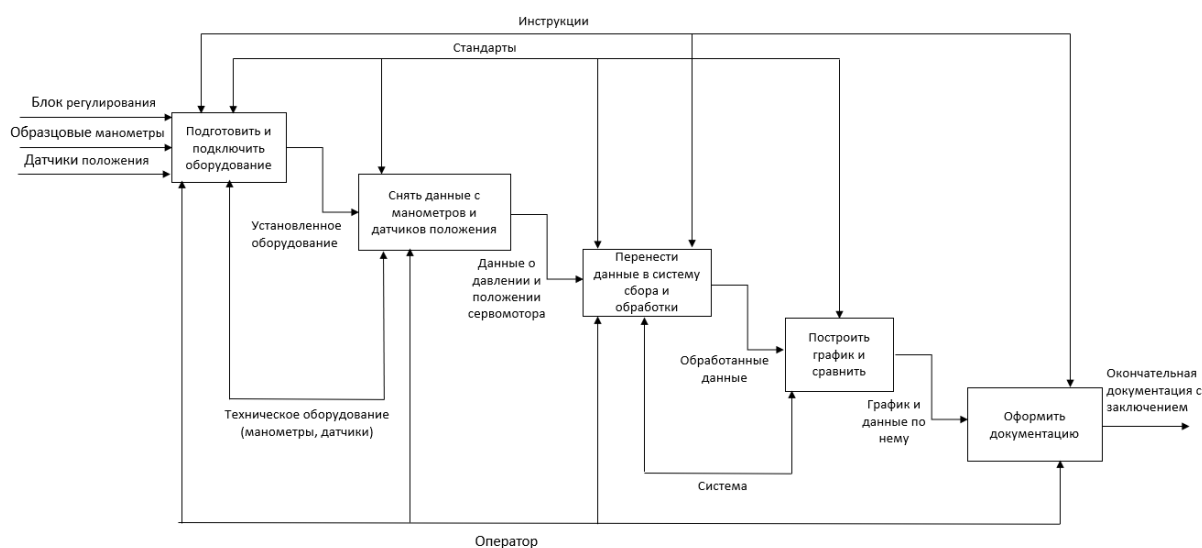 Инструкции
Стандарты
Блок регулирования
Образцовые манометры
Датчики положения
Подготовить и
подключить
оборудование
Установленное
оборудование
Снять данные с
манометров и
датчиков положения
Данные о
давлении и
положении
сервомотора
Перенести
данные в систему
сбора и
обработки
Обработанные
данные
Построить
график и
сравнить
График и
данные по
нему
Оформить
документацию
Окончательная
документация с
заключением
Техническое оборудование
(манометры, датчики)
Система
Оператор